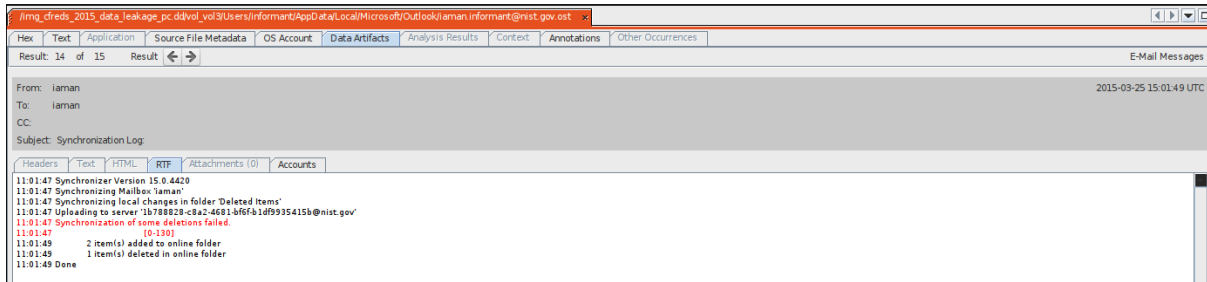 /img_cfreds_2015_data_leakage_pc.dd/vol_vol3/Users/informant/AppData/Local/Microsoft/Outlook/iaman.informant@nist.gov.ost x
Hex Text Application Source File Metadata OS Account Data Artifacts Analysis Results Context Annotations Other Occurrences
Result: 14 of 15 Result E-Mail Messages
From: iaman 2015-03-25 15:01:49 UTC
To: iaman
CC:
Subject: Synchronization Log:
Headers Text HTML RTF Attachments (0) Accounts
11:01:47 Synchronizer Version 15.0.4420
11:01:47 Synchronizing Mailbox 'iaman'
11:01:47 Synchronizing local changes in folder 'Deleted Items'
11:01:47 Uploading to server '1b788828-c8a2-4681-bf6f-b1df9935415b@nist.gov'
11:01:47 Synchronization of some deletions failed.
11:01:47 [0-130]
11:01:49 2 item(s) added to online folder
11:01:49 1 item(s) deleted in online folder
11:01:49 Done